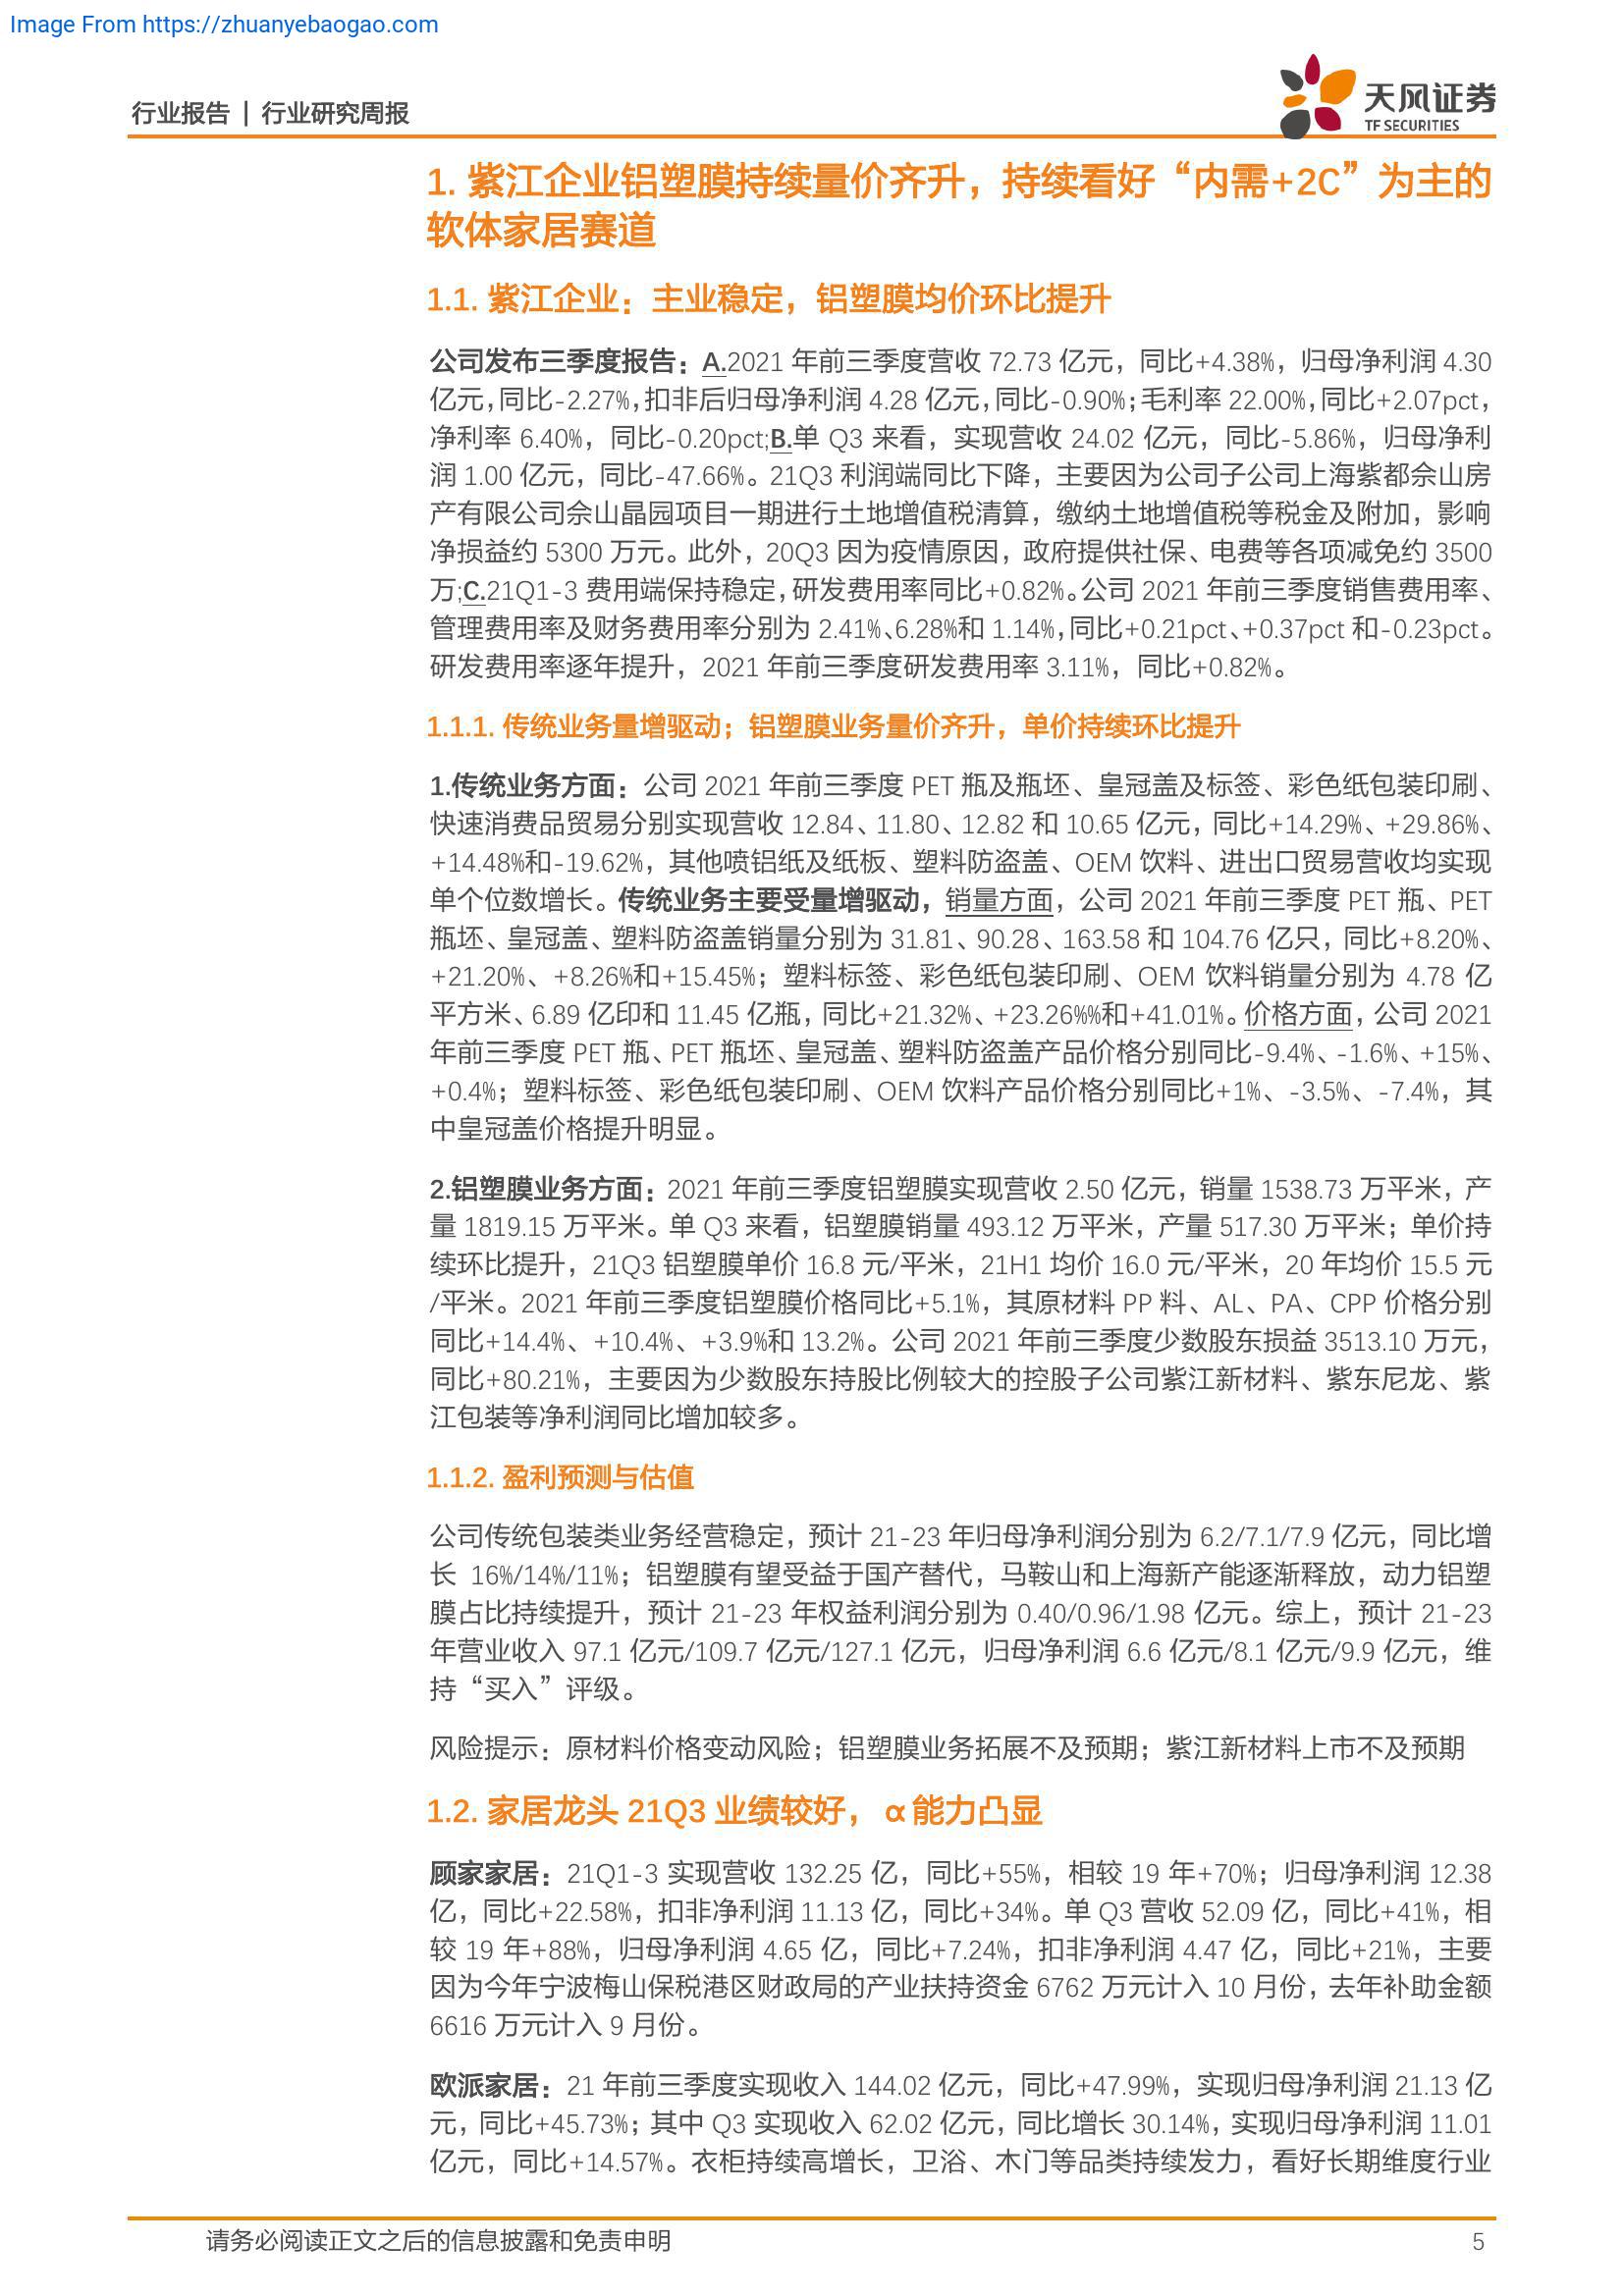 Image From https://zhuanyebaogao.com
行业报告 | 行业研究周报
天风证券
TF SECURITIES
1. 紫江企业铝塑膜持续量价齐升，持续看好“内需+2C”为主的
软体家居赛道
1.1. 紫江企业：主业稳定，铝塑膜均价环比提升
公司发布三季度报告：A.2021 年前三季度营收 72.73 亿元，同比+4.38%，归母净利润 4.30
亿元，同比-2.27%，扣非后归母净利润 4.28 亿元，同比-0.90%；毛利率 22.00%，同比+2.07pct，
净利率 6.40%，同比-0.20pct;B.单 Q3 来看，实现营收 24.02 亿元，同比-5.86%，归母净利
润 1.00 亿元，同比-47.66%。21Q3 利润端同比下降，主要因为公司子公司上海紫都佘山房
产有限公司佘山晶园项目一期进行土地增值税清算，缴纳土地增值税等税金及附加，影响
净损益约 5300 万元。此外，20Q3 因为疫情原因，政府提供社保、电费等各项减免约 3500
万;C.21Q1-3 费用端保持稳定，研发费用率同比+0.82%。公司 2021 年前三季度销售费用率、
管理费用率及财务费用率分别为 2.41%、6.28%和 1.14%，同比+0.21pct、+0.37pct 和-0.23pct。
研发费用率逐年提升，2021 年前三季度研发费用率 3.11%，同比+0.82%。
1.1.1. 传统业务量增驱动；铝塑膜业务量价齐升，单价持续环比提升
1.传统业务方面：公司 2021 年前三季度 PET 瓶及瓶坯、皇冠盖及标签、彩色纸包装印刷、
快速消费品贸易分别实现营收 12.84、11.80、12.82 和 10.65 亿元，同比+14.29%、+29.86%、
+14.48%和-19.62%，其他喷铝纸及纸板、塑料防盗盖、OEM 饮料、进出口贸易营收均实现
单个位数增长。传统业务主要受量增驱动，销量方面，公司 2021 年前三季度 PET 瓶、PET
瓶坯、皇冠盖、塑料防盗盖销量分别为 31.81、90.28、163.58 和 104.76 亿只，同比+8.20%、
+21.20%、+8.26%和+15.45%；塑料标签、彩色纸包装印刷、OEM 饮料销量分别为 4.78 亿
平方米、6.89 亿印和 11.45 亿瓶，同比+21.32%、+23.26%%和+41.01%。价格方面，公司 2021
年前三季度 PET 瓶、PET 瓶坯、皇冠盖、塑料防盗盖产品价格分别同比-9.4%、-1.6%、+15%、
+0.4%；塑料标签、彩色纸包装印刷、OEM 饮料产品价格分别同比+1%、-3.5%、-7.4%，其
中皇冠盖价格提升明显。
2.铝塑膜业务方面：2021 年前三季度铝塑膜实现营收 2.50 亿元，销量 1538.73 万平米，产
量 1819.15 万平米。单 Q3 来看，铝塑膜销量 493.12 万平米，产量 517.30 万平米；单价持
续环比提升，21Q3 铝塑膜单价 16.8 元/平米，21H1 均价 16.0 元/平米，20 年均价 15.5 元
/平米。2021 年前三季度铝塑膜价格同比+5.1%，其原材料 PP 料、AL、PA、CPP 价格分别
同比+14.4%、+10.4%、+3.9%和 13.2%。公司 2021 年前三季度少数股东损益 3513.10 万元，
同比+80.21%，主要因为少数股东持股比例较大的控股子公司紫江新材料、紫东尼龙、紫
江包装等净利润同比增加较多。
1.1.2. 盈利预测与估值
公司传统包装类业务经营稳定，预计 21-23 年归母净利润分别为 6.2/7.1/7.9 亿元，同比增
长 16%/14%/11%；铝塑膜有望受益于国产替代，马鞍山和上海新产能逐渐释放，动力铝塑
膜占比持续提升，预计 21-23 年权益利润分别为 0.40/0.96/1.98 亿元。综上，预计 21-23
年营业收入 97.1 亿元/109.7 亿元/127.1 亿元，归母净利润 6.6 亿元/8.1 亿元/9.9 亿元，维
持“买入”评级。
风险提示：原材料价格变动风险；铝塑膜业务拓展不及预期；紫江新材料上市不及预期
1.2. 家居龙头 21Q3 业绩较好，α能力凸显
顾家家居：21Q1-3 实现营收 132.25 亿，同比+55%，相较 19 年+70%；归母净利润 12.38
亿，同比+22.58%，扣非净利润 11.13 亿，同比+34%。单 Q3 营收 52.09 亿，同比+41%，相
较 19 年+88%，归母净利润 4.65 亿，同比+7.24%，扣非净利润 4.47 亿，同比+21%，主要
因为今年宁波梅山保税港区财政局的产业扶持资金 6762 万元计入 10 月份，去年补助金额
6616 万元计入 9 月份。
欧派家居：21 年前三季度实现收入 144.02 亿元，同比+47.99%，实现归母净利润 21.13 亿
元，同比+45.73%；其中 Q3 实现收入 62.02 亿元，同比增长 30.14%，实现归母净利润 11.01
亿元，同比+14.57%。衣柜持续高增长，卫浴、木门等品类持续发力，看好长期维度行业
请务必阅读正文之后的信息披露和免责申明
5